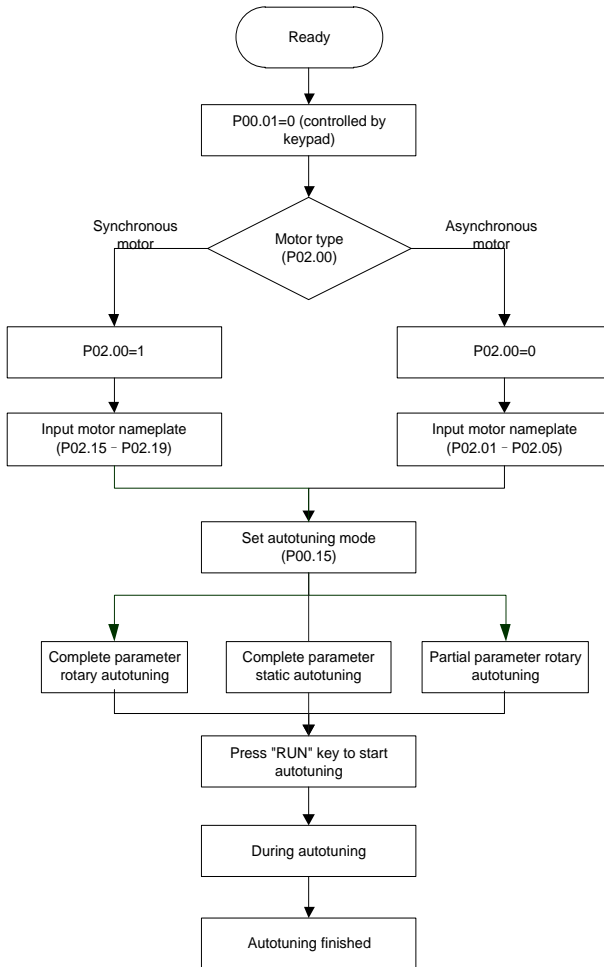 Ready
P00.01=0 (controlled by
keypad)
Synchronous
motor
Motor type
(P02.00)
Asynchronous
motor
P02.00=1
P02.00=0
Input motor nameplate
(P02.15－P02.19)
Input motor nameplate
(P02.01－P02.05)
Set autotuning mode
(P00.15)
Complete parameter
rotary autotuning
Complete parameter
static autotuning
Partial parameter rotary
autotuning
Press "RUN" key to start
autotuning
During autotuning
Autotuning finished